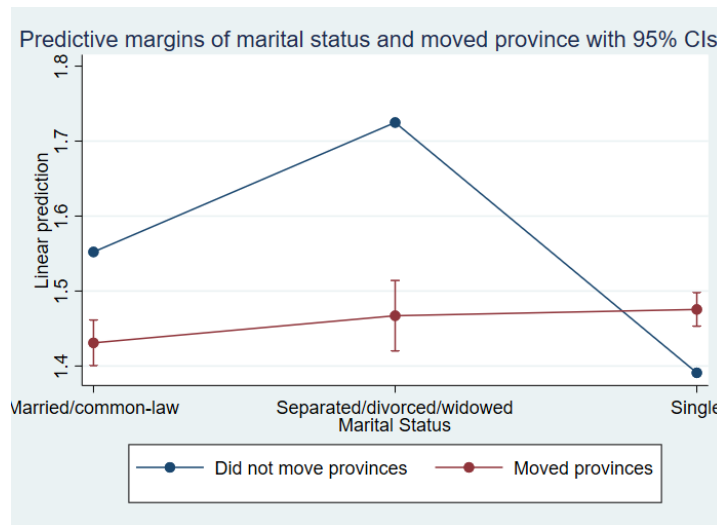 Predictive margins of marital status and moved province with 95% CIs
1.8
1.7
1.6
1.5
1.4
Linear prediction
Married/common-law
Separated/divorced/widowed
Single
Marital Status
Did not move provinces
Moved provinces